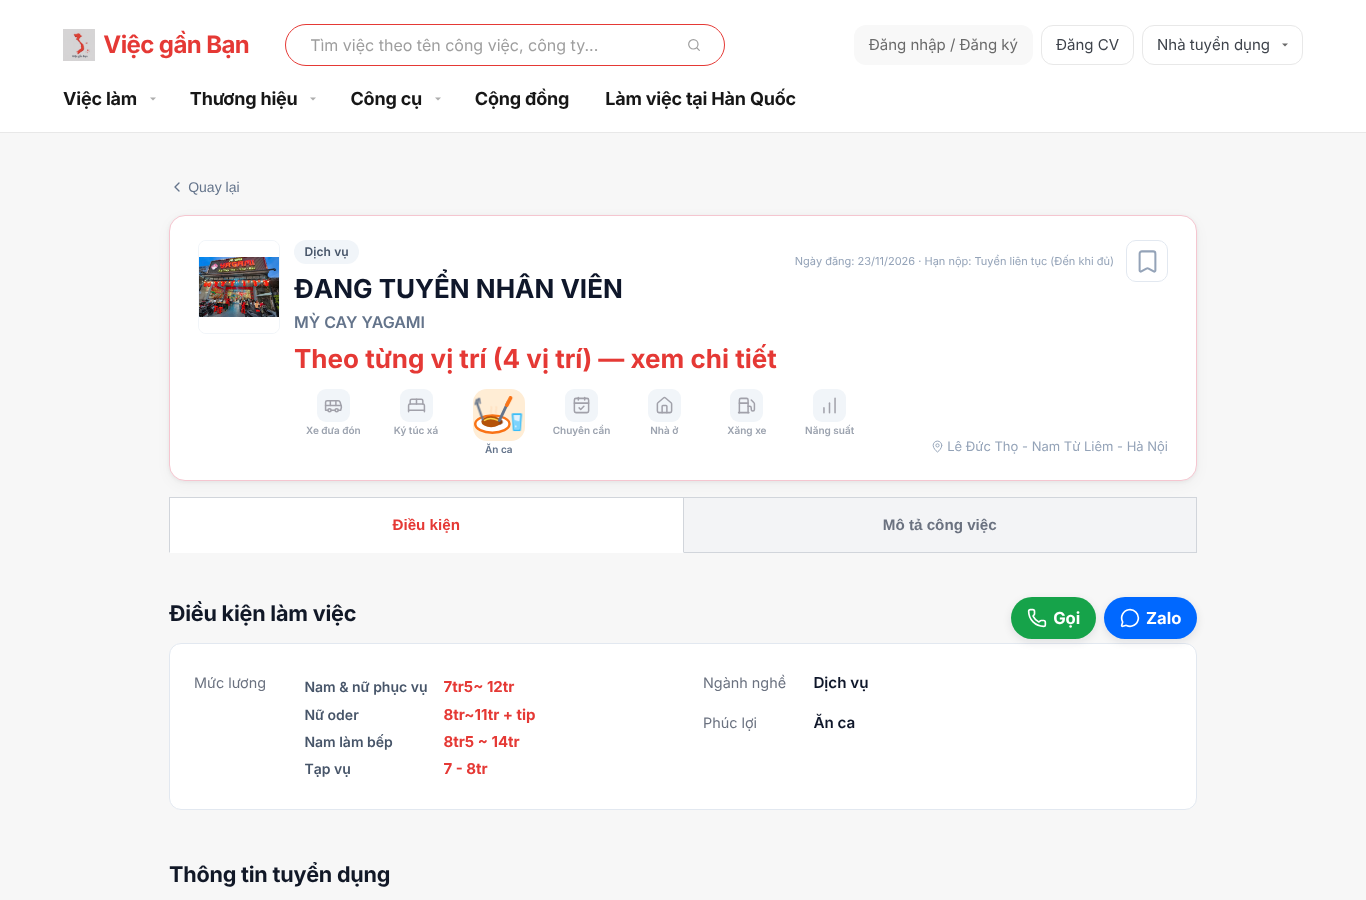 Việc gần Bạn
Tìm việc theo tên công việc, công ty...
Đăng nhập / Đăng ký
Đăng CV
Nhà tuyển dụng
Việc làm
Thương hiệu
Công cụ
Cộng đồng
Làm việc tại Hàn Quốc
Quay lại
Dịch vụ
Ngày đăng: 23/11/2026 · Hạn nộp: Tuyển liên tục (Đến khi đủ)
ĐANG TUYỂN NHÂN VIÊN
MỲ CAY YAGAMI
Theo từng vị trí (4 vị trí) — xem chi tiết
Xe đưa đón
Ký túc xá
Ăn ca
Chuyên cần
Nhà ở
Xăng xe
Năng suất
Lê Đức Thọ - Nam Từ Liêm - Hà Nội
Điều kiện
Mô tả công việc
Điều kiện làm việc
Gọi
Zalo
Mức lương
Nam & nữ phục vụ 7tr5~ 12tr
Nữ oder 8tr~11tr + tip
Nam làm bếp 8tr5 ~ 14tr
Tạp vụ 7 - 8tr
Ngành nghề Dịch vụ
Phúc lợi Ăn ca
Thông tin tuyển dụng